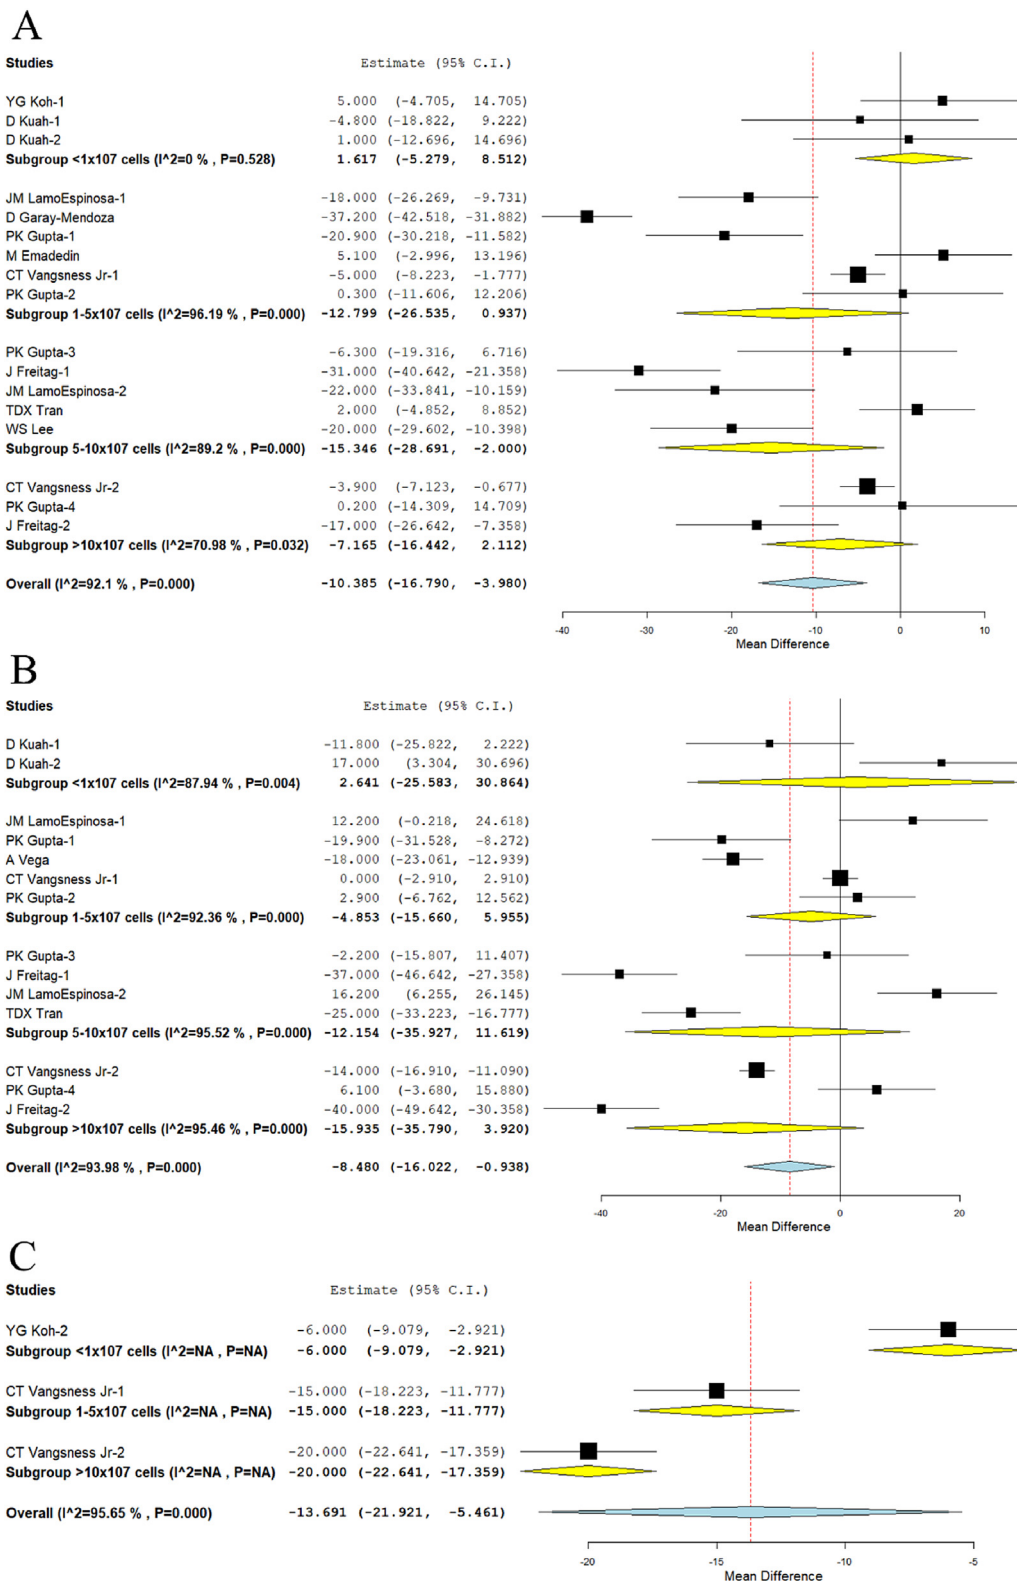 A
Studies Estimate (95% C.I.)
YG Koh-1 5.000 (-4.705, 14.705)
D Kuah-1 -4.800 (-18.822, 9.222)
D Kuah-2 1.000 (-12.696, 14.696)
Subgroup <1x107 cells (I^2=0 % , P=0.528) 1.617 (-5.279, 8.512)
JM LamoEspinosa-1 -18.000 (-26.269, -9.731)
D Garay-Mendoza -37.200 (-42.518, -31.882)
PK Gupta-1 -20.900 (-30.218, -11.582)
M Emadedin 5.100 (-2.996, 13.196)
CT Vangsness Jr-1 -5.000 (-8.223, -1.777)
PK Gupta-2 0.300 (-11.606, 12.206)
Subgroup 1-5x107 cells (I^2=96.19 % , P=0.000) -12.799 (-26.535, 0.937)
PK Gupta-3 -6.300 (-19.316, 6.716)
J Freitag-1 -31.000 (-40.642, -21.358)
JM LamoEspinosa-2 -22.000 (-33.841, -10.159)
TDX Tran 2.000 (-4.852, 8.852)
WS Lee -20.000 (-29.602, -10.398)
Subgroup 5-10x107 cells (I^2=89.2 % , P=0.000) -15.346 (-28.691, -2.000)
CT Vangsness Jr-2 -3.900 (-7.123, -0.677)
PK Gupta-4 0.200 (-14.309, 14.709)
J Freitag-2 -17.000 (-26.642, -7.358)
Subgroup >10x107 cells (I^2=70.98 % , P=0.032) -7.165 (-16.442, 2.112)
Overall (I^2=92.1 % , P=0.000) -10.385 (-16.790, -3.980)
-40 -30 -20 -10 0 10
Mean Difference
B
Studies Estimate (95% C.I.)
D Kuah-1 -11.800 (-25.822, 2.222)
D Kuah-2 17.000 (3.304, 30.696)
Subgroup <1x107 cells (I^2=87.94 % , P=0.004) 2.641 (-25.583, 30.864)
JM LamoEspinosa-1 12.200 (-0.218, 24.618)
PK Gupta-1 -19.900 (-31.528, -8.272)
A Vega -18.000 (-23.061, -12.939)
CT Vangsness Jr-1 0.000 (-2.910, 2.910)
PK Gupta-2 2.900 (-6.762, 12.562)
Subgroup 1-5x107 cells (I^2=92.36 % , P=0.000) -4.853 (-15.660, 5.955)
PK Gupta-3 -2.200 (-15.807, 11.407)
J Freitag-1 -37.000 (-46.642, -27.358)
JM LamoEspinosa-2 16.200 (6.255, 26.145)
TDX Tran -25.000 (-33.223, -16.777)
Subgroup 5-10x107 cells (I^2=95.52 % , P=0.000) -12.154 (-35.927, 11.619)
CT Vangsness Jr-2 -14.000 (-16.910, -11.090)
PK Gupta-4 6.100 (-3.680, 15.880)
J Freitag-2 -40.000 (-49.642, -30.358)
Subgroup >10x107 cells (I^2=95.46 % , P=0.000) -15.935 (-35.790, 3.920)
Overall (I^2=93.98 % , P=0.000) -8.480 (-16.022, -0.938)
-40 -20 0 20
Mean Difference
C
Studies Estimate (95% C.I.)
YG Koh-2 -6.000 (-9.079, -2.921)
Subgroup <1x107 cells (I^2=NA , P=NA) -6.000 (-9.079, -2.921)
CT Vangsness Jr-1 -15.000 (-18.223, -11.777)
Subgroup 1-5x107 cells (I^2=NA , P=NA) -15.000 (-18.223, -11.777)
CT Vangsness Jr-2 -20.000 (-22.641, -17.359)
Subgroup >10x107 cells (I^2=NA , P=NA) -20.000 (-22.641, -17.359)
Overall (I^2=95.65 % , P=0.000) -13.691 (-21.921, -5.461)
-20 -15 -10 -5
Mean Difference